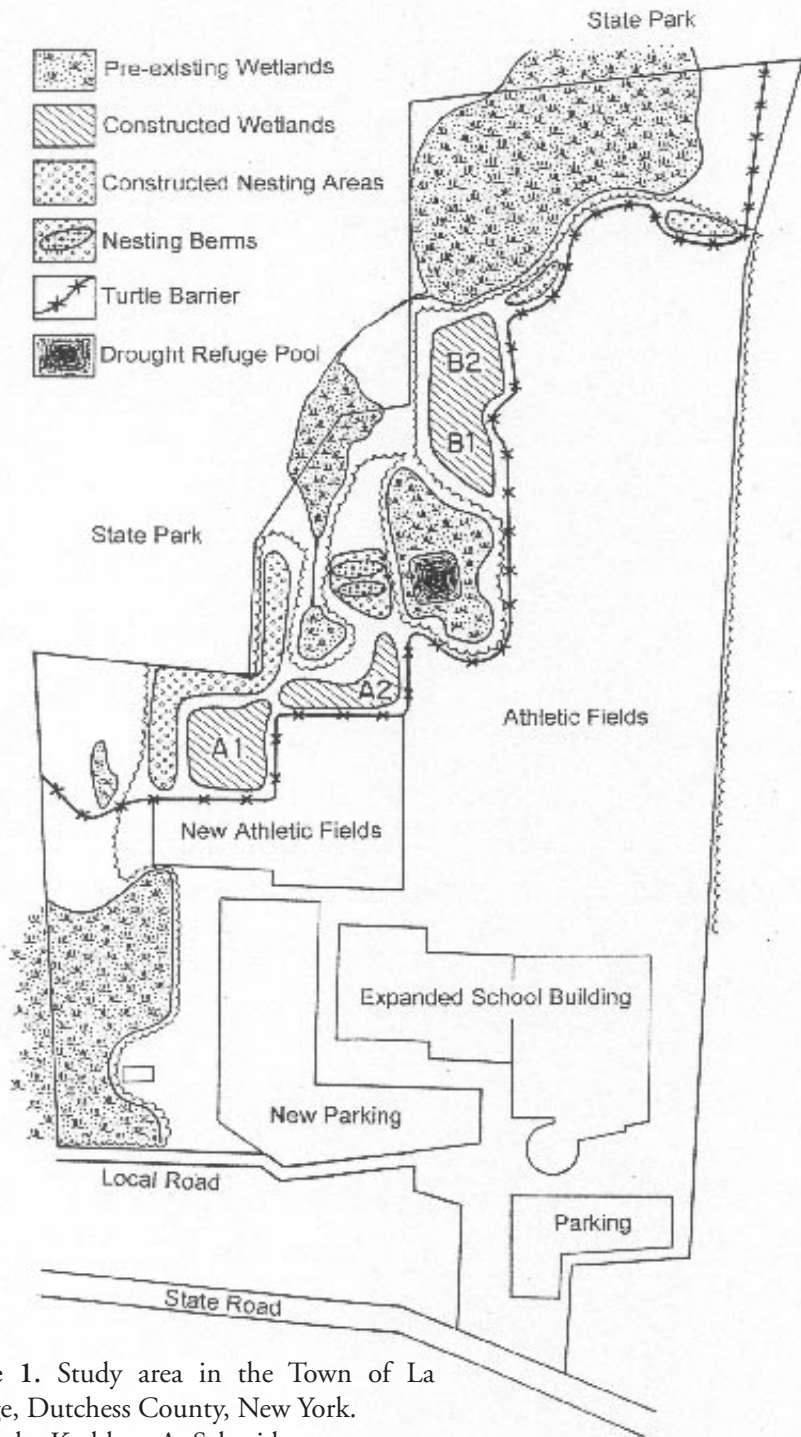 State Park
Pre-existing Wetlands
Constructed Wetlands
Constructed Nesting Areas
Nesting Berms
Turtle Barrier
Drought Refuge Pool
B2
B1
State Park
A2
Athletic Fields
A1
New Athletic Fields
Expanded School Building
New Parking
Local Road
Parking
State Road
1. Study area in the Town of La
Dutchess County, New York.